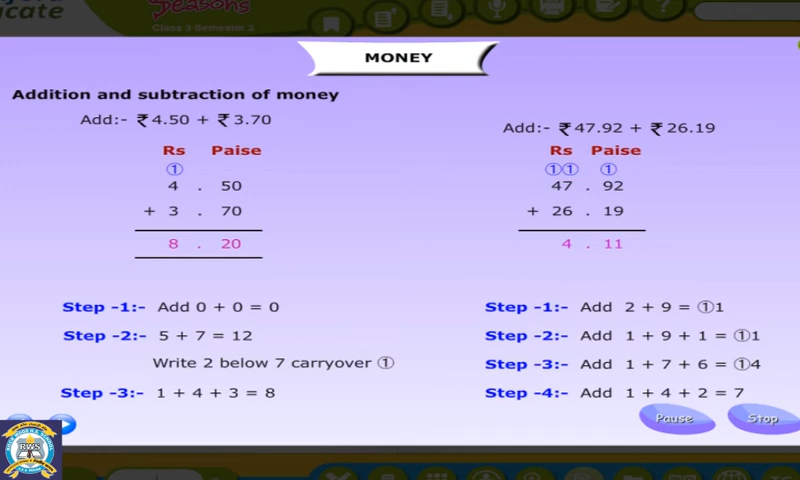 icate
Seasons
Class 3 Semester 2
MONEY
Addition and subtraction of money
Add:- ₹4.50 + ₹3.70
Rs Paise
①
4 . 50
+ 3 . 70
8 . 20
Step -1:- Add 0 + 0 = 0
Step -2:- 5 + 7 = 12
Write 2 below 7 carryover ①
Step -3:- 1 + 4 + 3 = 8
Add:- ₹47.92 + ₹26.19
Rs Paise
①① ①
47 . 92
+ 26 . 19
4 . 11
Step -1:- Add 2 + 9 = ①1
Step -2:- Add 1 + 9 + 1 = ①1
Step -3:- Add 1 + 7 + 6 = ①4
Step -4:- Add 1 + 4 + 2 = 7
Pause Stop
RWS